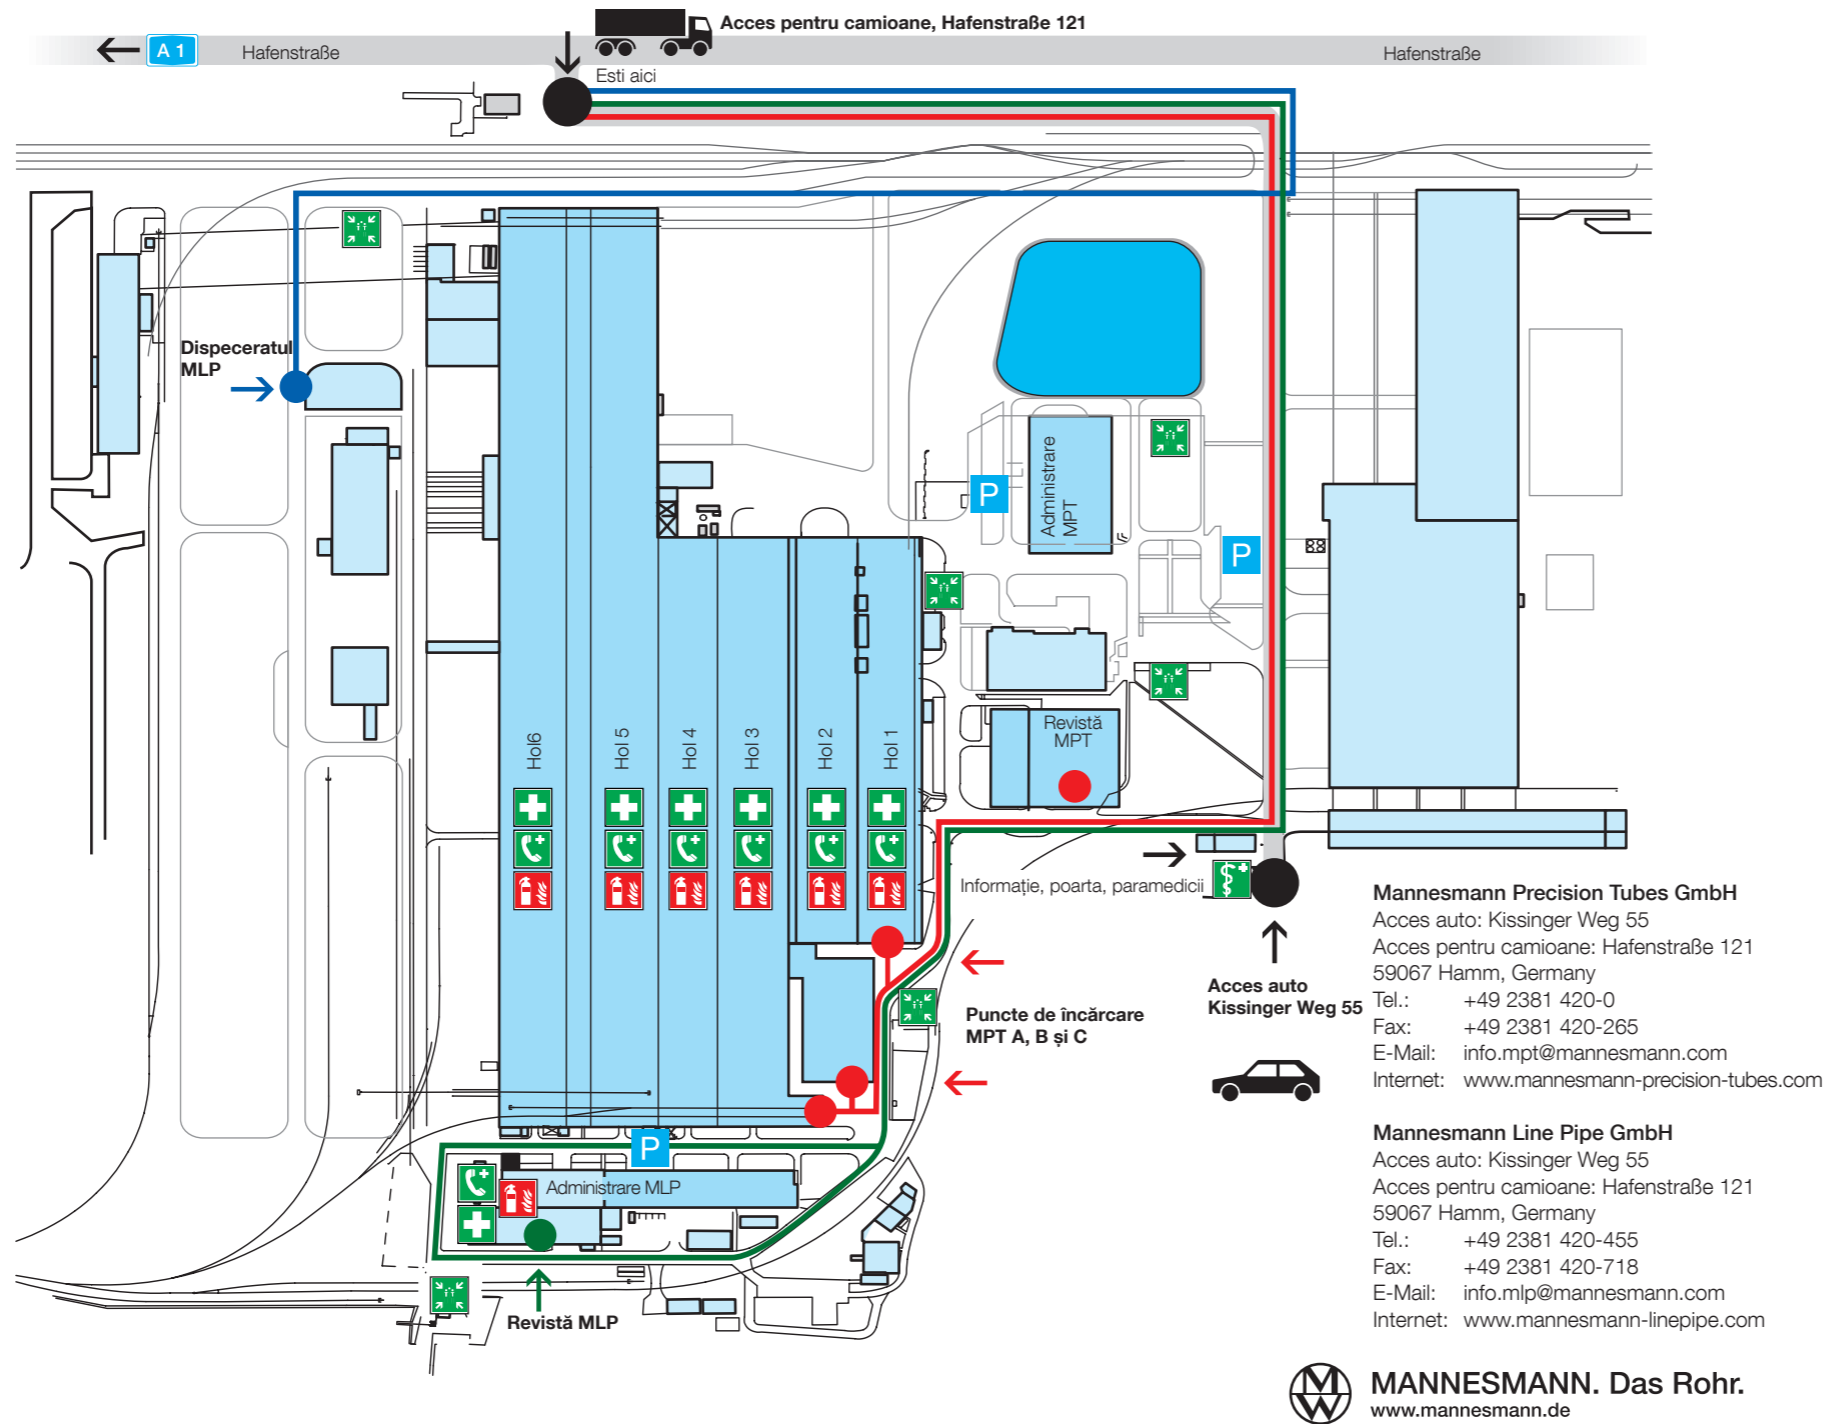 Acces pentru camioane, Hafenstraße 121
A 1
Hafenstraße
Hafenstraße
Esti aici
Dispeceratul
MLP
Administrare
MPT
P
P
Revistă
MPT
Hol6
Hol 5
Hol 4
Hol 3
Hol 2
Hol 1
Informație, poarta, paramedicii
Acces auto
Kissinger Weg 55
Puncte de încărcare
MPT A, B și C
P
Administrare MLP
Revistă MLP
Mannesmann Precision Tubes GmbH
Acces auto: Kissinger Weg 55
Acces pentru camioane: Hafenstraße 121
59067 Hamm, Germany
Tel.: +49 2381 420-0
Fax: +49 2381 420-265
E-Mail: info.mpt@mannesmann.com
Internet: www.mannesmann-precision-tubes.com
Mannesmann Line Pipe GmbH
Acces auto: Kissinger Weg 55
Acces pentru camioane: Hafenstraße 121
59067 Hamm, Germany
Tel.: +49 2381 420-455
Fax: +49 2381 420-718
E-Mail: info.mlp@mannesmann.com
Internet: www.mannesmann-linepipe.com
MW
MANNESMANN. Das Rohr.
www.mannesmann.de